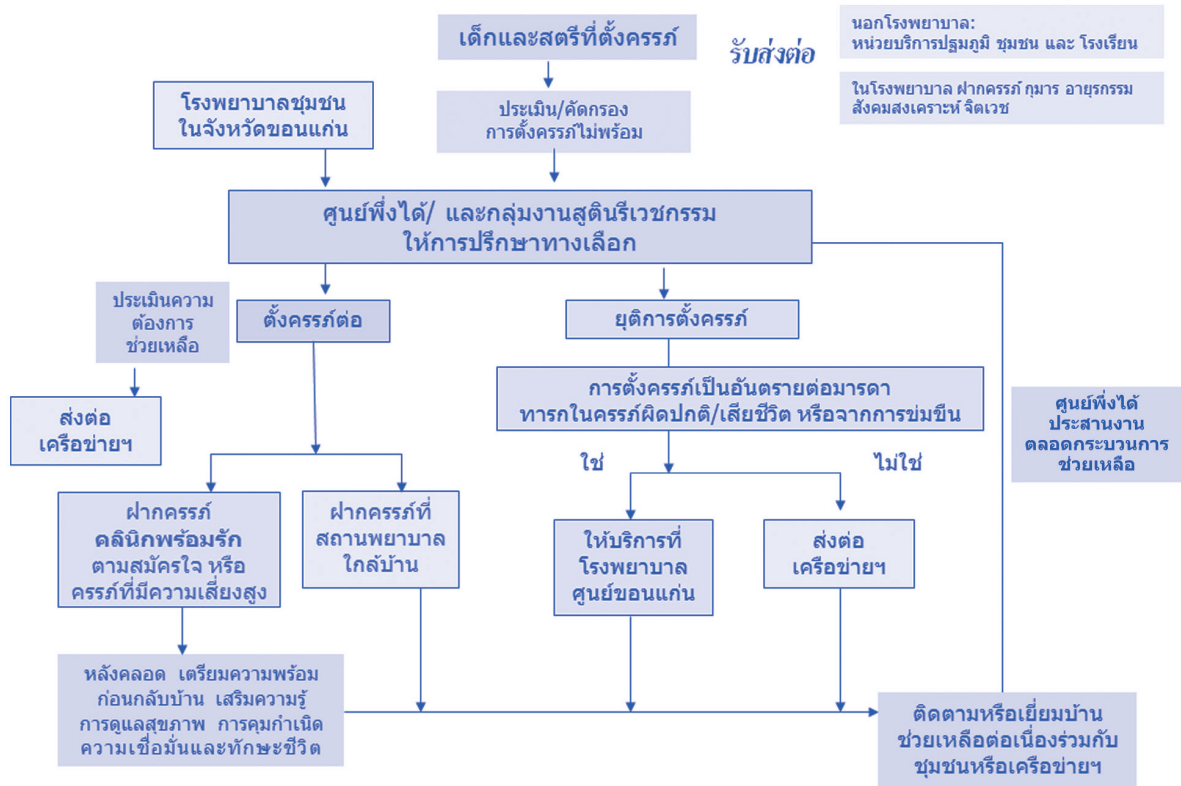 เด็กและสตรีที่ตั้งครรภ์
รับส่งต่อ
นอกโรงพยาบาล:
หน่วยบริการปฐมภูมิ ชุมชน และ โรงเรียน
ในโรงพยาบาล ฝากครรภ์ กุมาร อายุรกรรม
สังคมสงเคราะห์ จิตเวช
โรงพยาบาลชุมชน
ในจังหวัดขอนแก่น
ประเมิน/คัดกรอง
การตั้งครรภ์ไม่พร้อม
ศูนย์พึ่งได้/ และกลุ่มงานสูตินรีเวชกรรม
ให้การปรึกษาทางเลือก
ประเมินความ
ต้องการ
ช่วยเหลือ
ตั้งครรภ์ต่อ
ยุติการตั้งครรภ์
ส่งต่อ
เครือข่ายฯ
การตั้งครรภ์เป็นอันตรายต่อมารดา
ทารกในครรภ์ผิดปกติ/เสียชีวิต หรือจากการข่มขืน
ศูนย์พึ่งได้
ประสานงาน
ตลอดกระบวนการ
ช่วยเหลือ
ใช่
ไม่ใช่
ฝากครรภ์
คลินิกพร้อมรัก
ตามสมัครใจ หรือ
ครรภ์ที่มีความเสี่ยงสูง
ฝากครรภ์ที่
สถานพยาบาล
ใกล้บ้าน
ให้บริการที่
โรงพยาบาล
ศูนย์ขอนแก่น
ส่งต่อ
เครือข่ายฯ
หลังคลอด เตรียมความพร้อม
ก่อนกลับบ้าน เสริมความรู้
การดูแลสุขภาพ การคุมกำเนิด
ความเชื่อมั่นและทักษะชีวิต
ติดตามหรือเยี่ยมบ้าน
ช่วยเหลือต่อเนื่องร่วมกับ
ชุมชนหรือเครือข่ายฯ